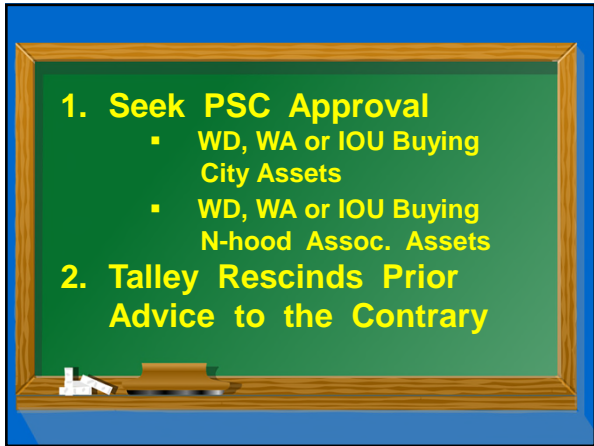 1. Seek PSC Approval
▪ WD, WA or IOU Buying
City Assets
▪ WD, WA or IOU Buying
N-hood Assoc. Assets
2. Talley Rescinds Prior
Advice to the Contrary